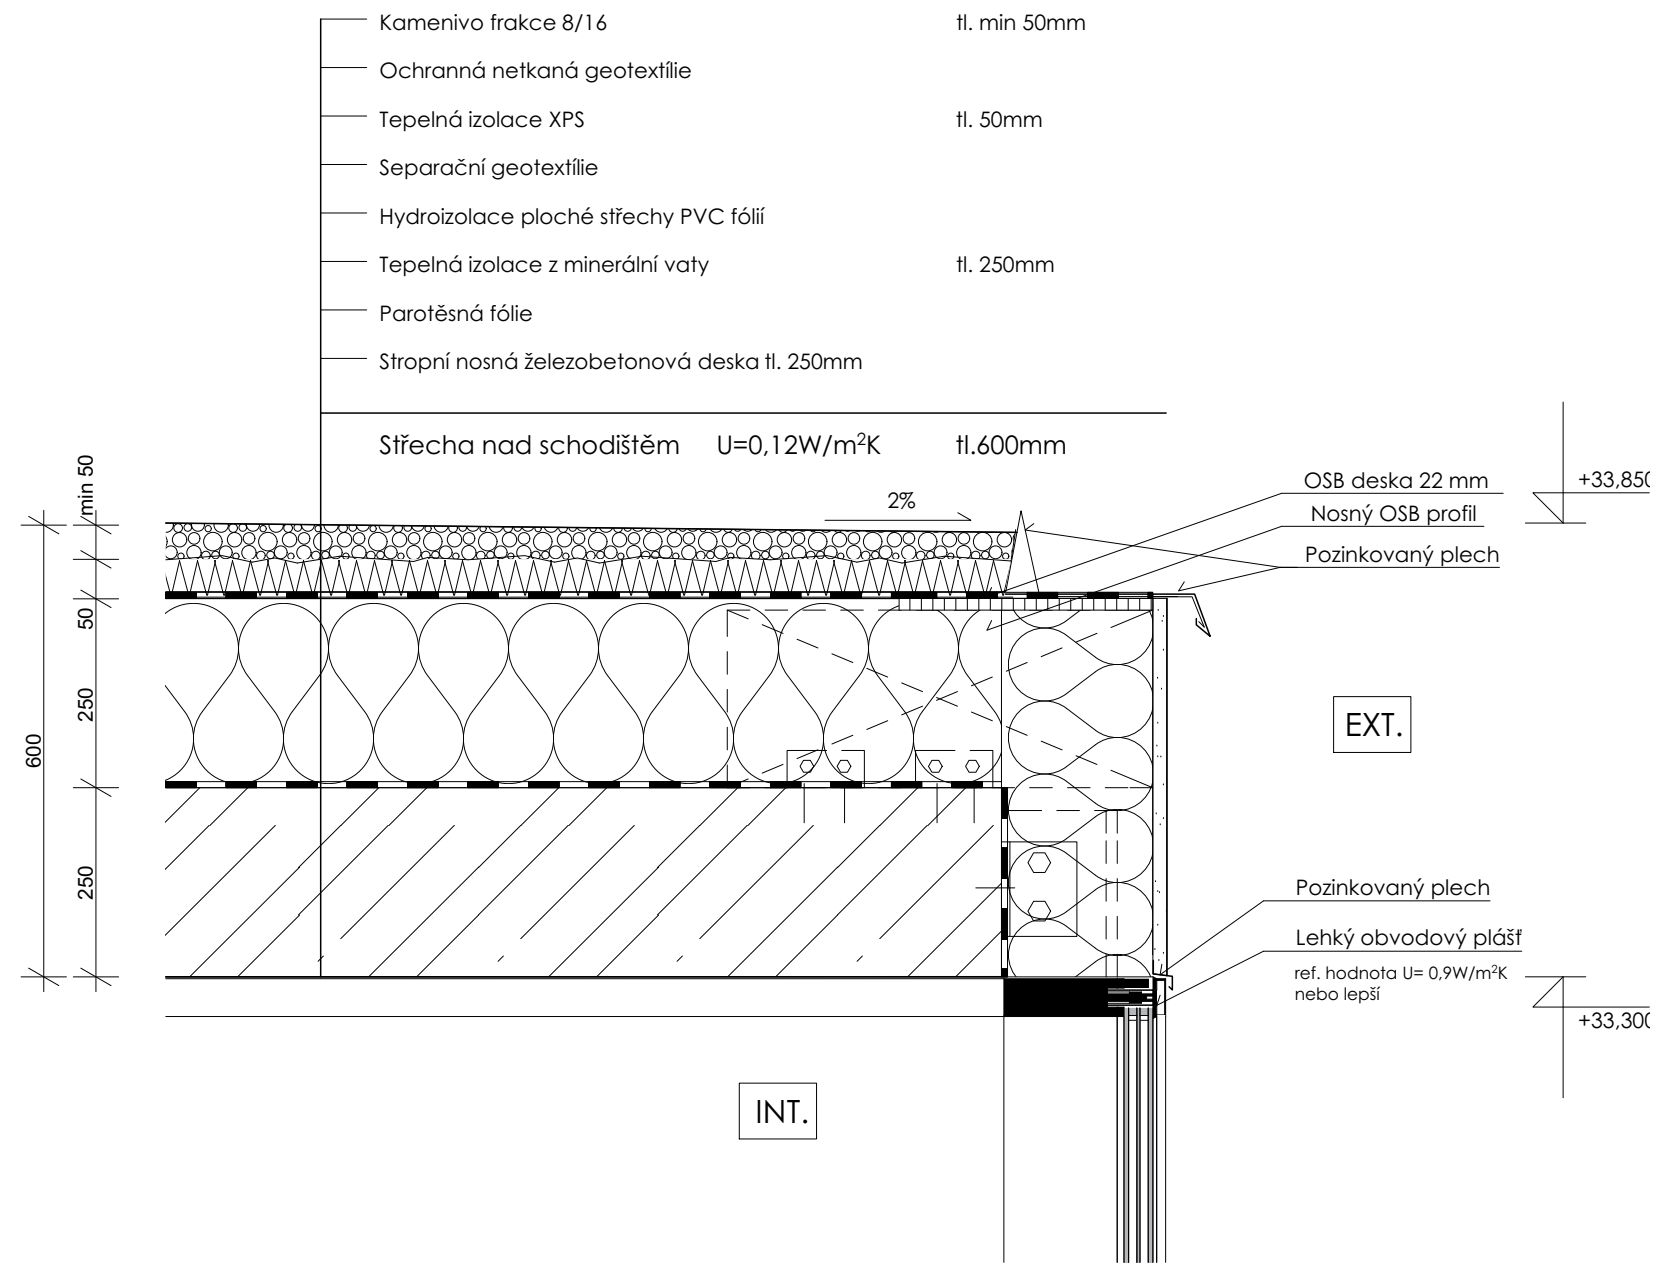 Kamenivo frakce 8/16 tl. min 50mm
Ochranná netkaná geotextílie
Tepelná izolace XPS tl. 50mm
Separační geotextílie
Hydroizolace ploché střechy PVC fólií
Tepelná izolace z minerální vaty tl. 250mm
Parotěsná fólie
Stropní nosná železobetonová deska tl. 250mm
Střecha nad schodištěm U=0,12W/m²K tl.600mm
min 50
50
250
250
600
2%
OSB deska 22 mm
Nosný OSB profil
Pozinkovaný plech
+33,850
EXT.
Pozinkovaný plech
Lehký obvodový plášť
ref. hodnota U= 0,9W/m²K
nebo lepší
+33,300
INT.